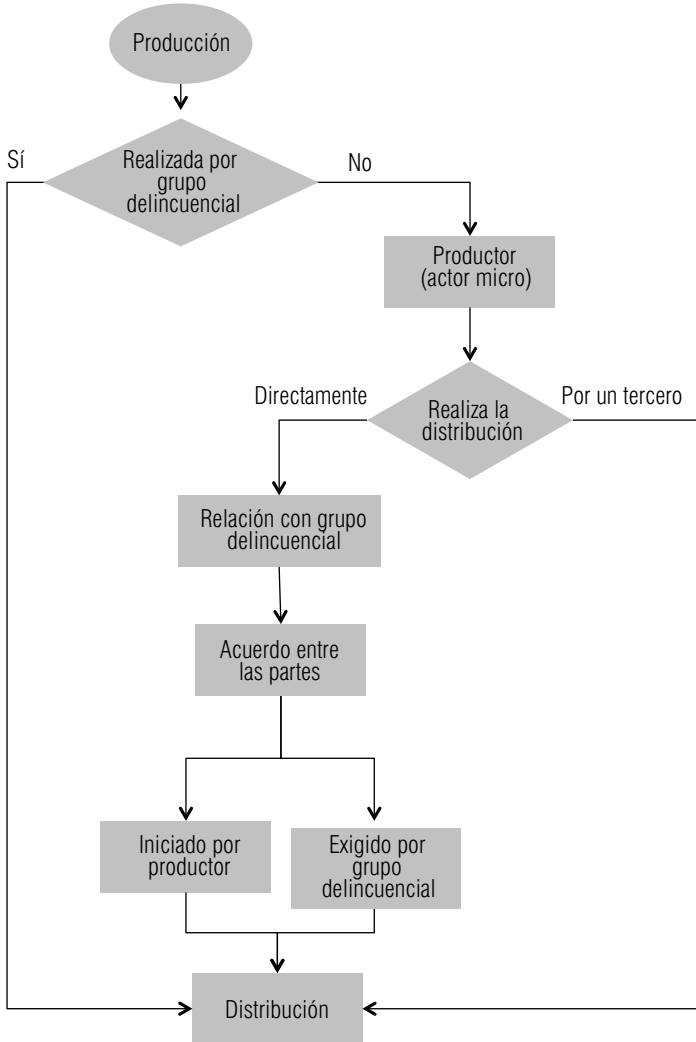 Producción
Sí
Realizada por
grupo
delincuencial
No
Productor
(actor micro)
Directamente
Realiza la
distribución
Por un tercero
Relación con grupo
delincuencial
Acuerdo entre
las partes
Iniciado por
productor
Exigido por
grupo
delincuencial
Distribución